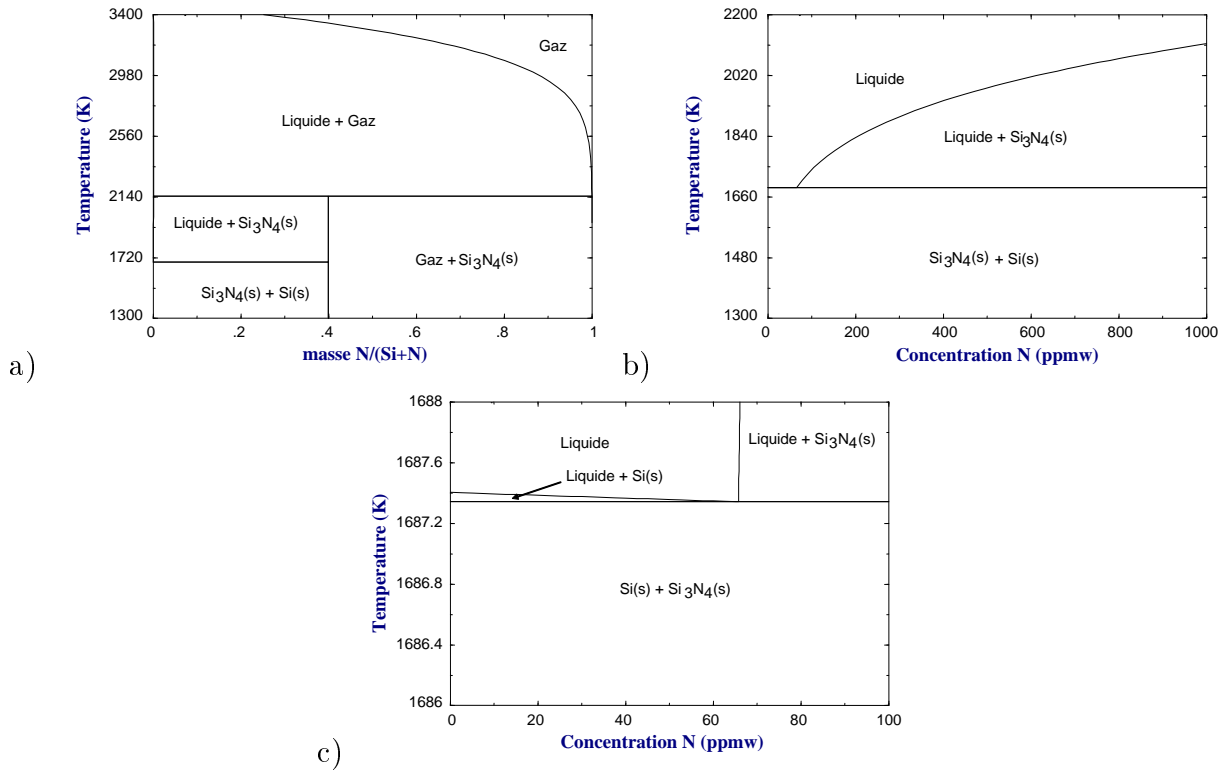 3400
2980
2560
2140
1720
1300
Temperature (K)
Gaz
Liquide + Gaz
Liquide + Si3N4(s)
Gaz + Si3N4(s)
Si3N4(s) + Si(s)
0 .2 .4 .6 .8 1
masse N/(Si+N)
a)
2200
2020
1840
1660
1480
1300
Temperature (K)
Liquide
Liquide + Si3N4(s)
Si3N4(s) + Si(s)
0 200 400 600 800 1000
Concentration N (ppmw)
b)
1688
1687.6
1687.2
1686.8
1686.4
1686
Temperature (K)
Liquide
Liquide + Si3N4(s)
Liquide + Si(s)
Si(s) + Si3N4(s)
0 20 40 60 80 100
Concentration N (ppmw)
c)